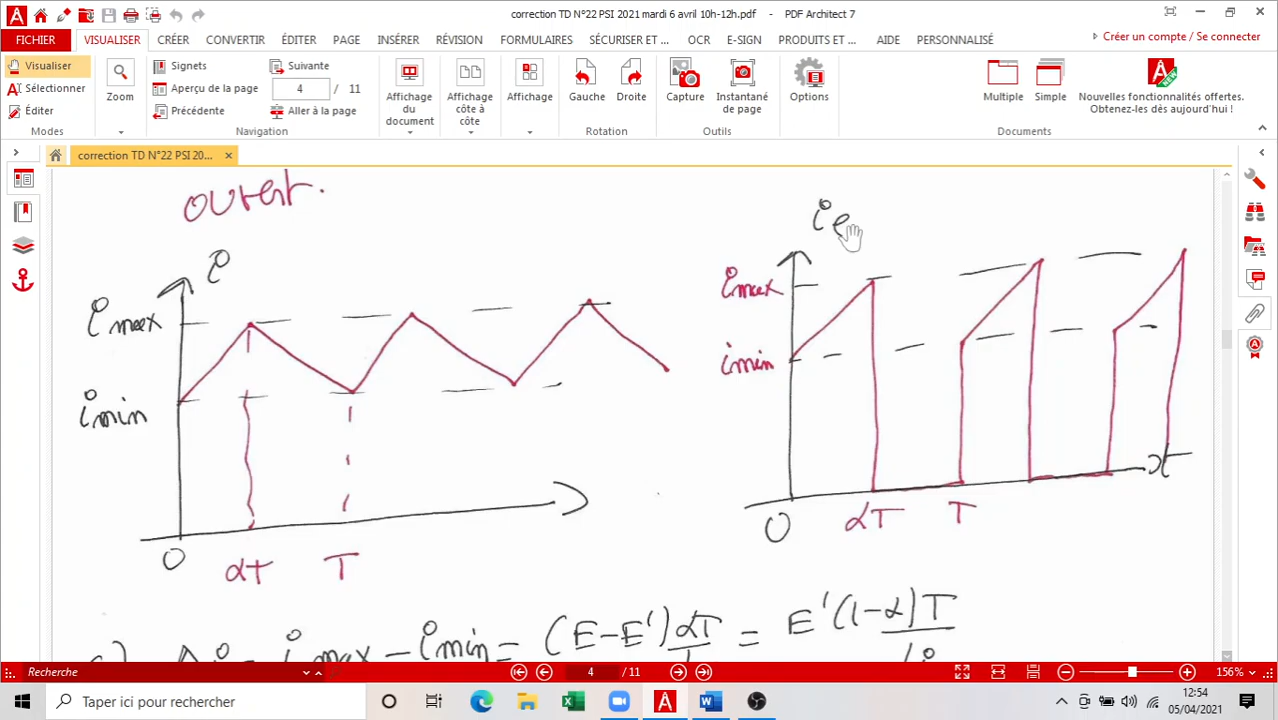 correction TD N°22 PSI 2021 mardi 6 avril 10h-12h.pdf - PDF Architect 7
FICHIER VISUALISER CRÉER CONVERTIR ÉDITER PAGE INSÉRER RÉVISION FORMULAIRES SÉCURISER ET ... OCR E-SIGN PRODUITS ET ... AIDE PERSONNALISÉ Créer un compte / Se connecter
Visualiser
Sélectionner
Éditer
Modes
Zoom
Signets
Aperçu de la page
Précédente
Suivante
4 / 11
Aller à la page
Navigation
Affichage du document
Affichage côte à côte
Affichage
Gauche
Droite
Rotation
Capture
Instantané de page
Outils
Options
Multiple
Simple
Nouvelles fonctionnalités offertes.
Obtenez-les dès aujourd'hui !
Documents
correction TD N°22 PSI 20...
ouvert.
i
imax
imin
0
αT
T
ie
imax
imin
0
αT
T
t
Δi = imax - imin = (E-E')αT = E'(1-α)T
Recherche
4 / 11
156%
Taper ici pour rechercher
12:54
05/04/2021